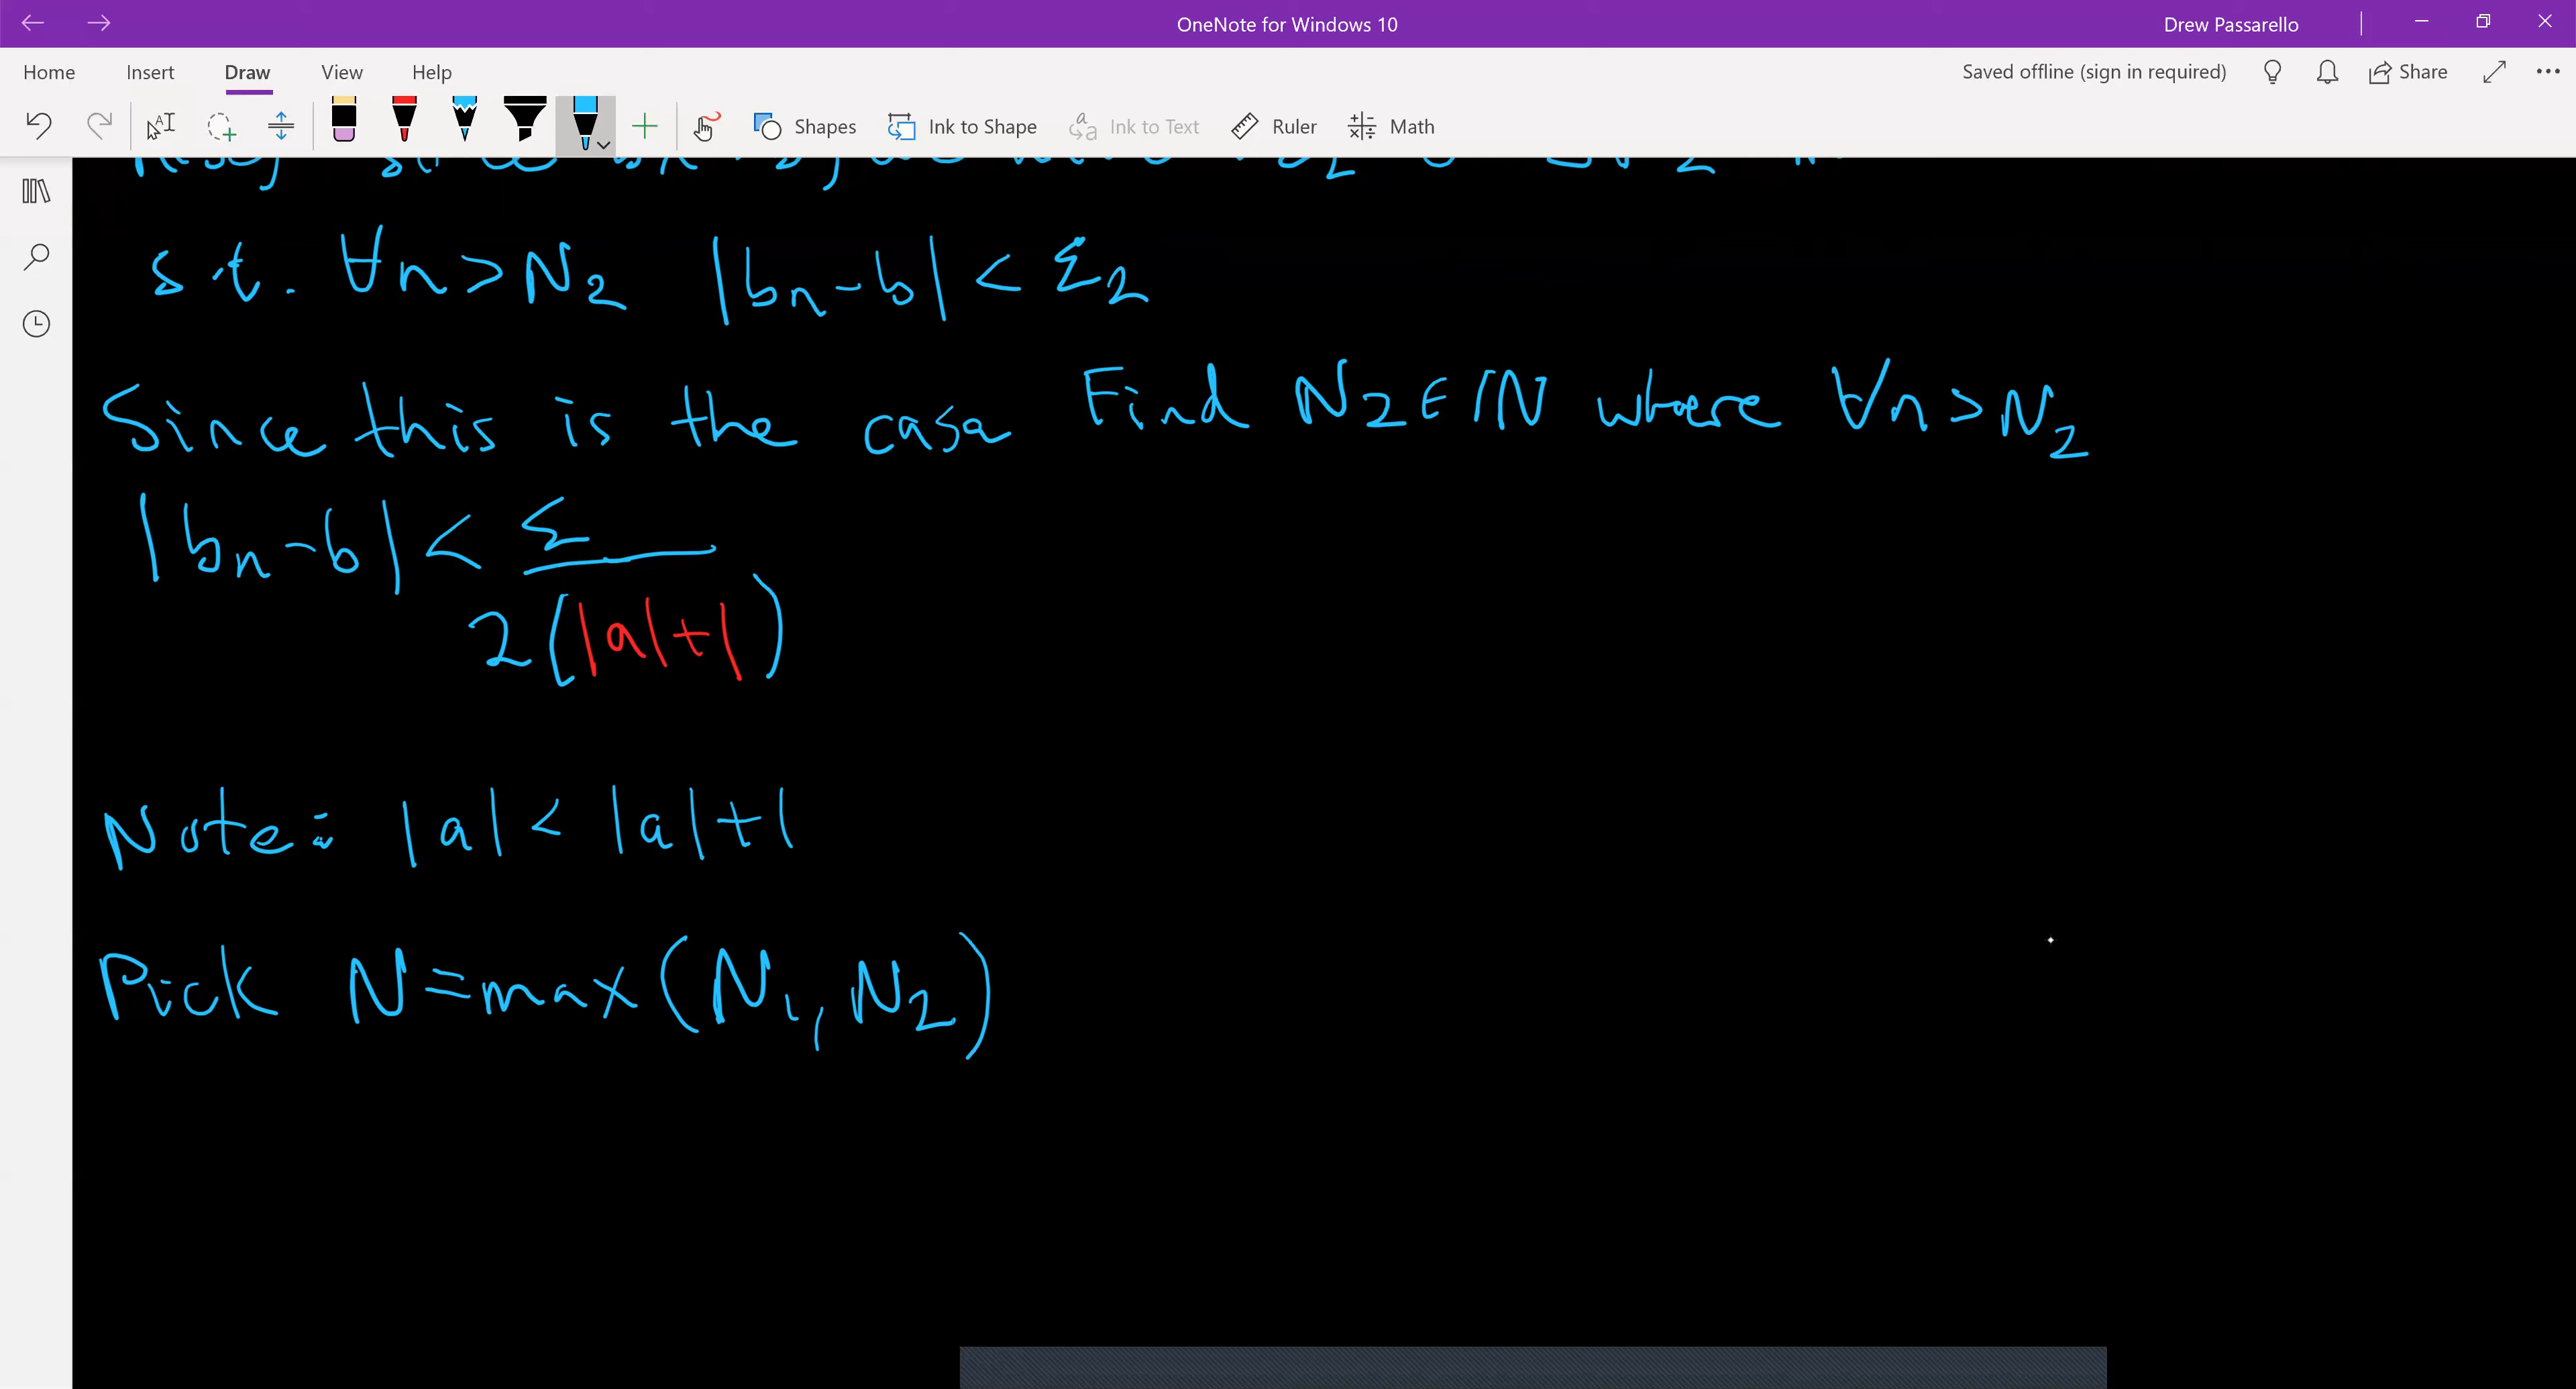 OneNote for Windows 10
Drew Passarello
Home Insert Draw View Help
Saved offline (sign in required) Share
Shapes Ink to Shape Ink to Text Ruler Math
s.t. ∀n>N₂ |bn-b| < Σ₂
Since this is the casa Find N₂∈ℕ where ∀n>N₂
|bn-b| < Σ
2(|a|+1)
Note: |a| < |a|+1
Pick N=max(N₁,N₂)